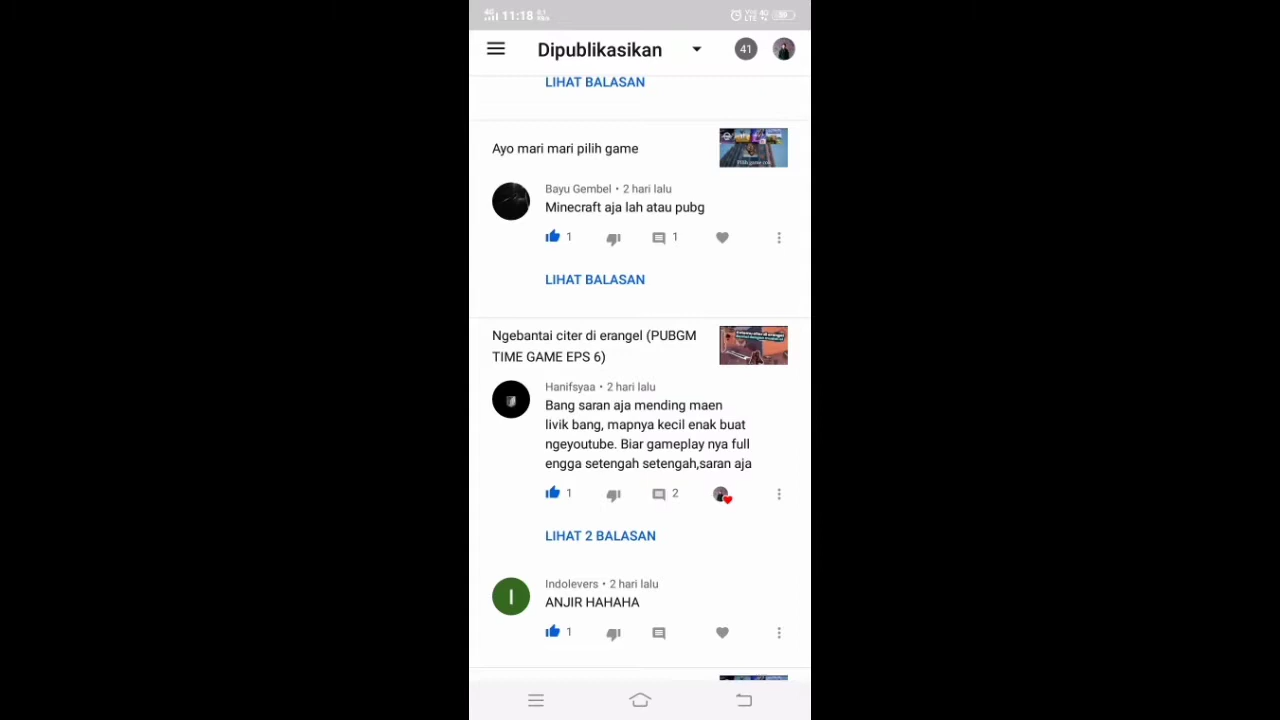 11:18
Dipublikasikan
41
LIHAT BALASAN
Ayo mari mari pilih game
Bayu Gembel • 2 hari lalu
Minecraft aja lah atau pubg
1
1
LIHAT BALASAN
Ngebantai citer di erangel (PUBGM
TIME GAME EPS 6)
Hanifsyaa • 2 hari lalu
Bang saran aja mending maen
livik bang, mapnya kecil enak buat
ngeyoutube. Biar gameplay nya full
engga setengah setengah,saran aja
1
2
LIHAT 2 BALASAN
I
Indolevers • 2 hari lalu
ANJIR HAHAHA
1